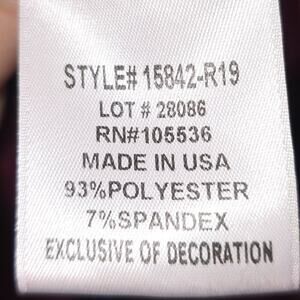 STYLE# 15842-R19
LOT # 28086
RN#105536
MADE IN USA
93%POLYESTER
7%SPANDEX
EXCLUSIVE OF DECORATION